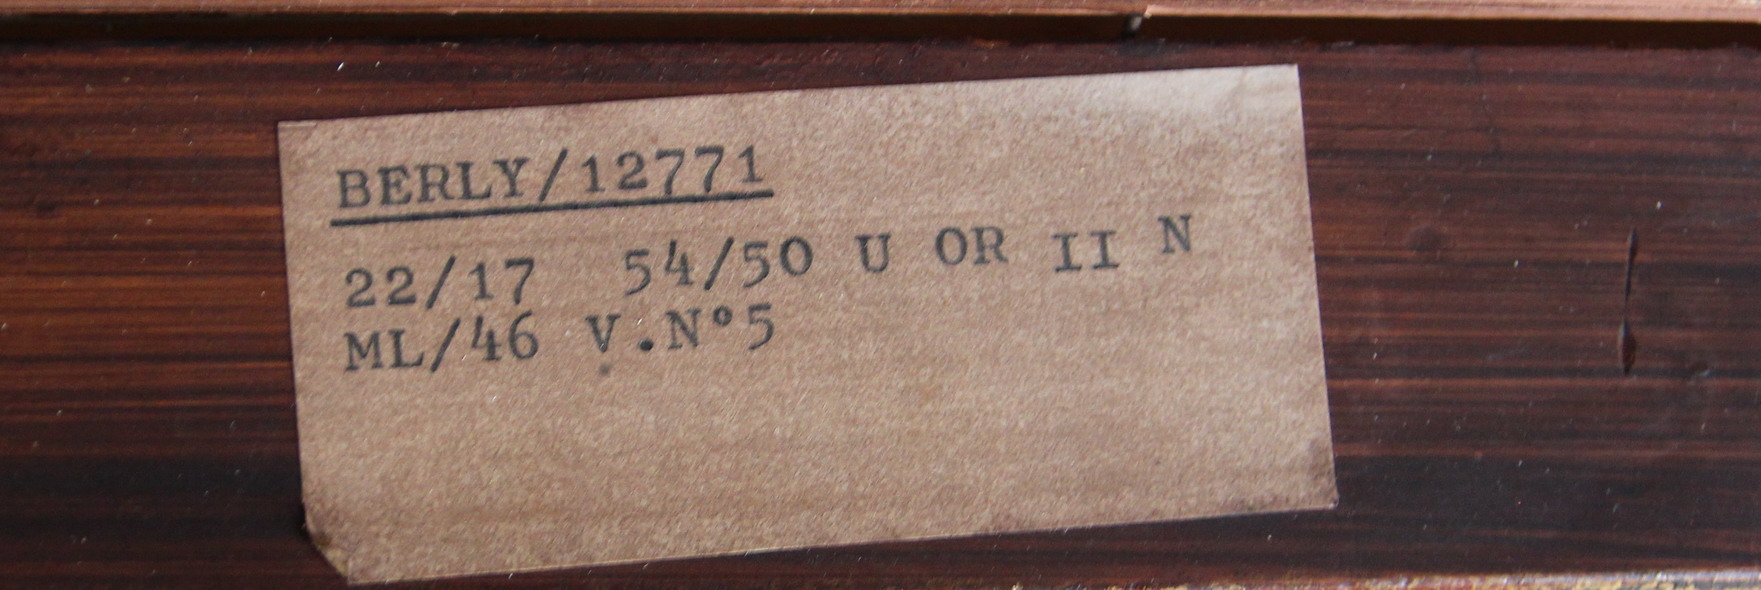 BERLY/12771
22/17 54/50 U OR II N
ML/46 V.N°5